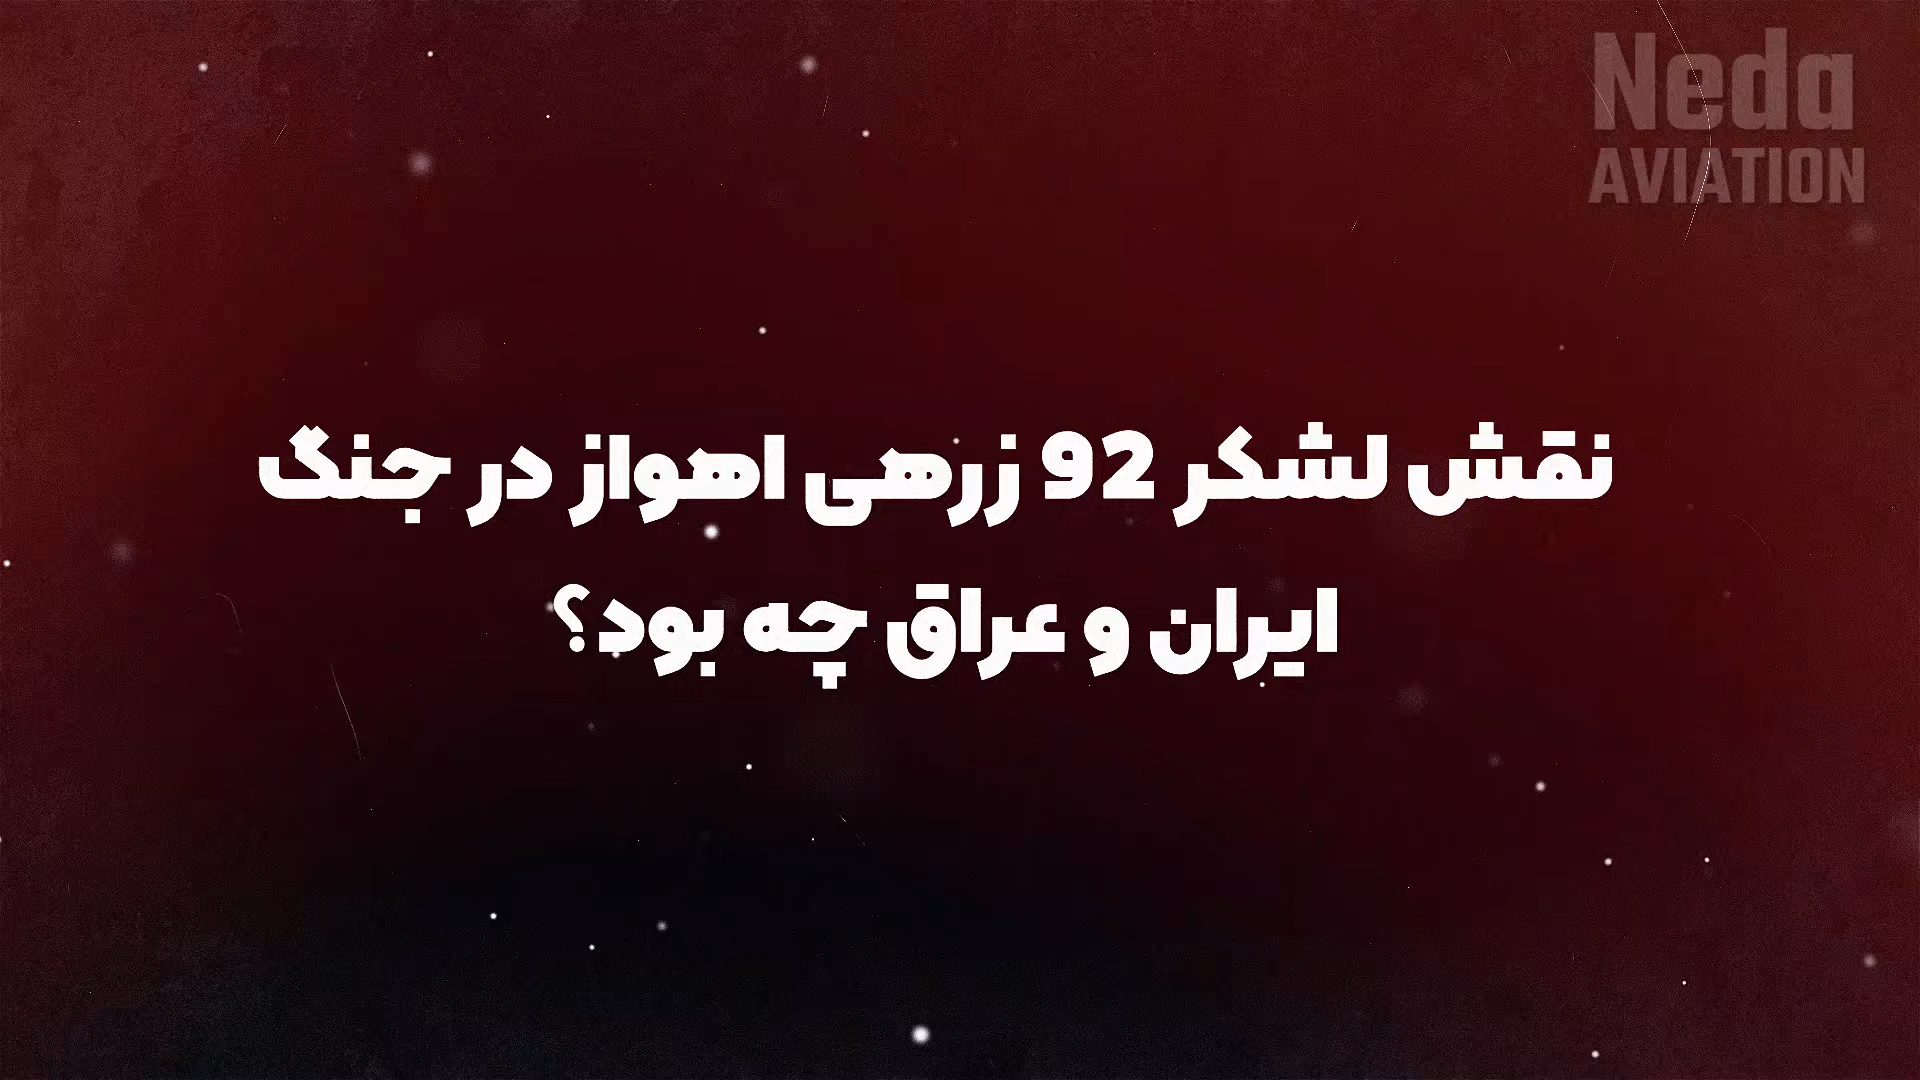 Neda
AVIATION
نقش لشکر 92 زرهی اهواز در جنگ
ایران و عراق چه بود؟